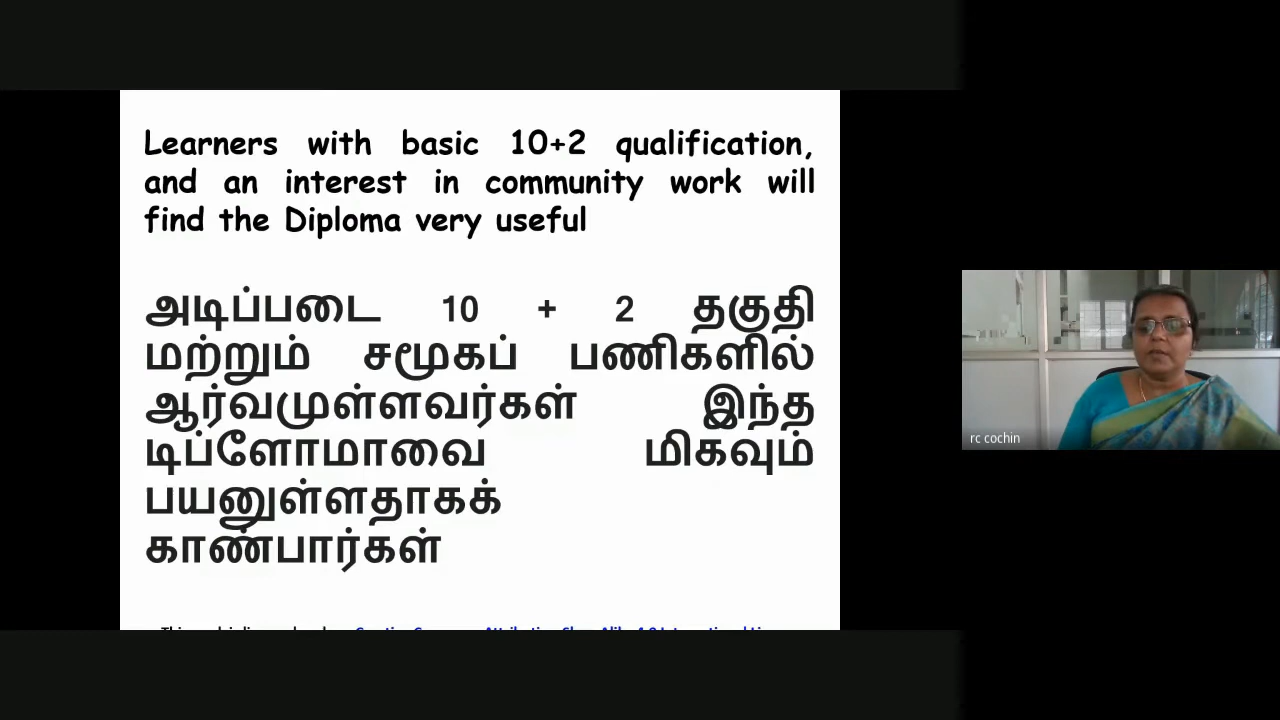 Learners with basic 10+2 qualification,
and an interest in community work will
find the Diploma very useful
அடிப்படை 10 + 2 தகுதி
மற்றும் சமூகப் பணிகளில்
ஆர்வமுள்ளவர்கள் இந்த
டிப்ளோமாவை மிகவும்
பயனுள்ளதாகக்
காண்பார்கள்
rc cochin